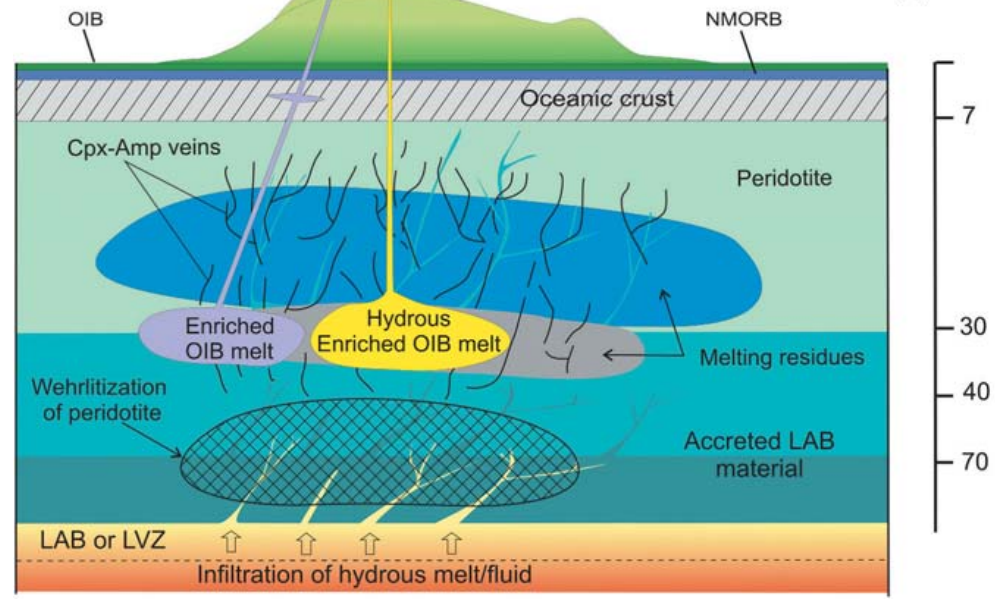 OIB
NMORB
Oceanic crust
7
Cpx-Amp veins
Peridotite
Enriched
OIB melt
Hydrous
Enriched OIB melt
30
Melting residues
Wehrlitization
of peridotite
40
Accreted LAB
material
70
LAB or LVZ
Infiltration of hydrous melt/fluid